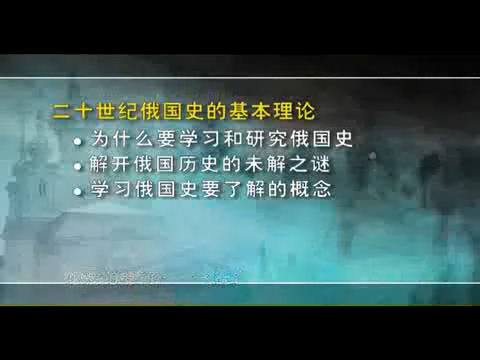 二十世纪俄国史的基本理论
为什么要学习和研究俄国史
解开俄国历史的未解之谜
学习俄国史要了解的概念